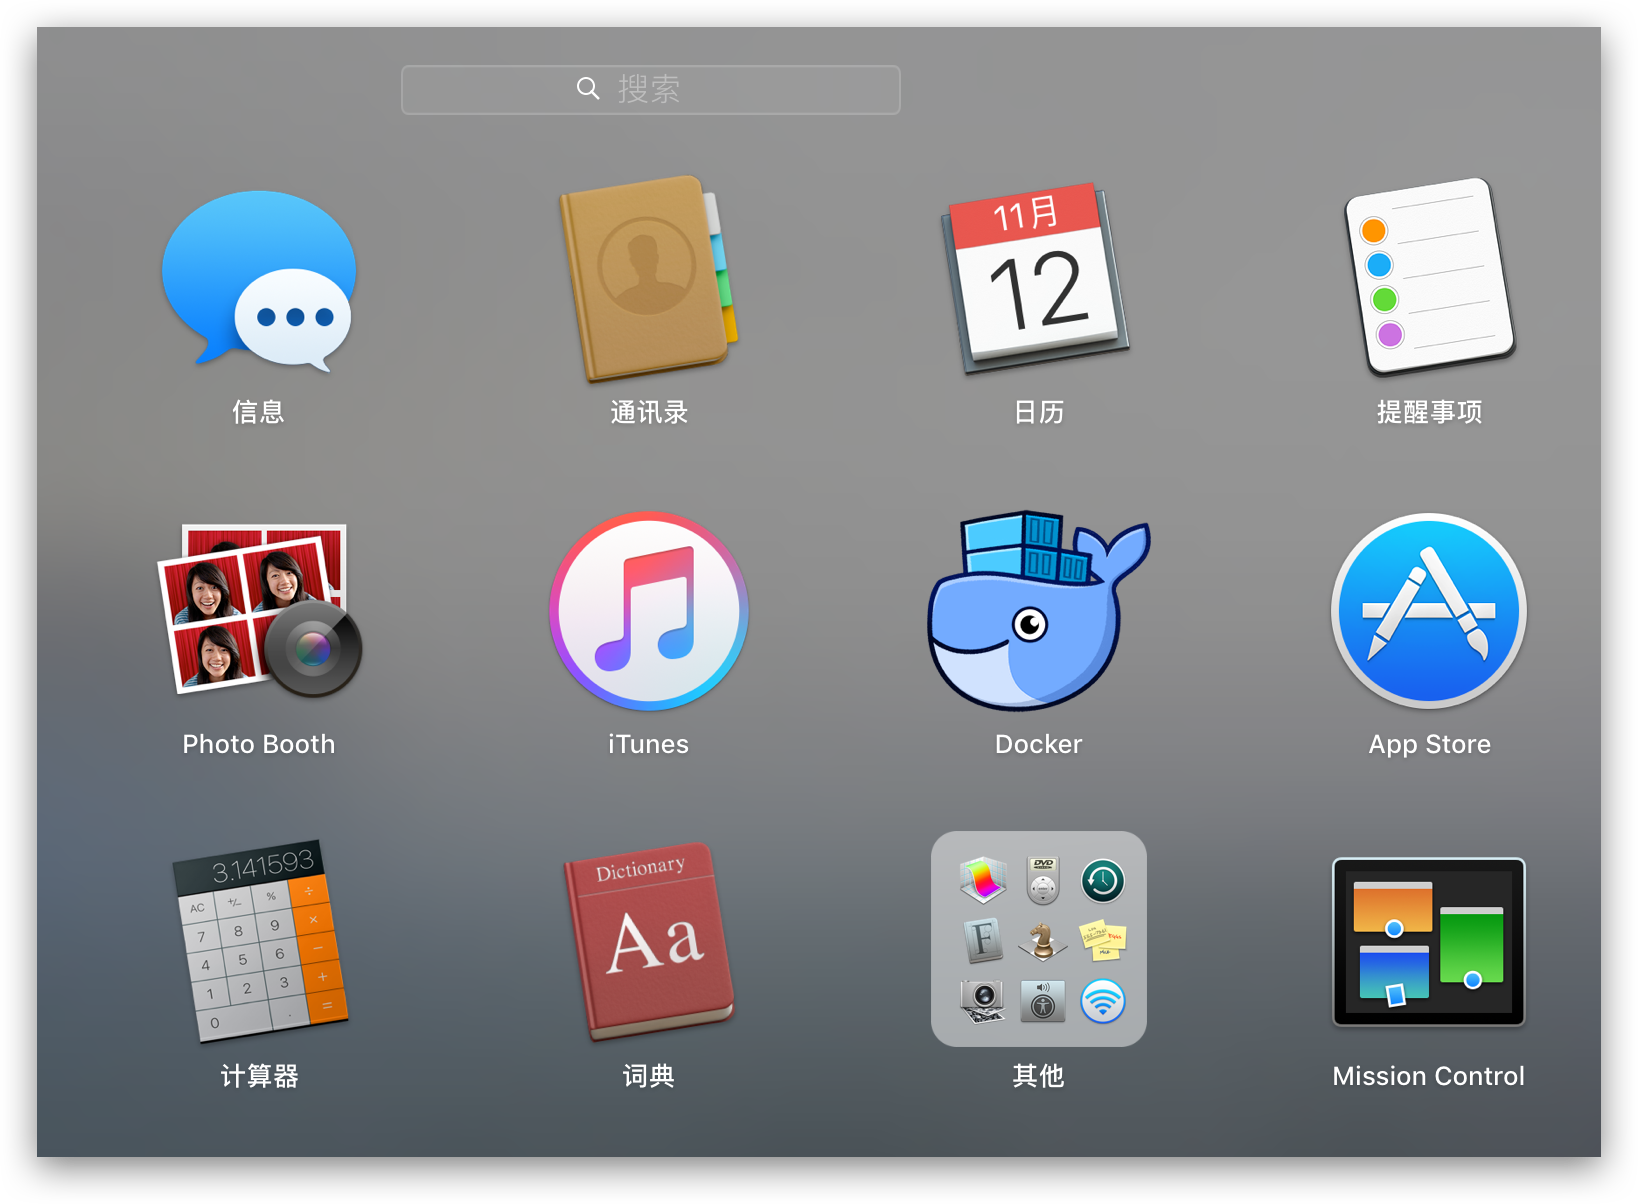 搜索
11月
12
信息
通讯录
日历
提醒事项
Photo Booth
iTunes
Docker
App Store
3.141593
AC +/- % ÷
7 8 9 ×
4 5 6 −
1 2 3 +
0 . =
Dictionary
Aa
DVD
F
计算器
词典
其他
Mission Control